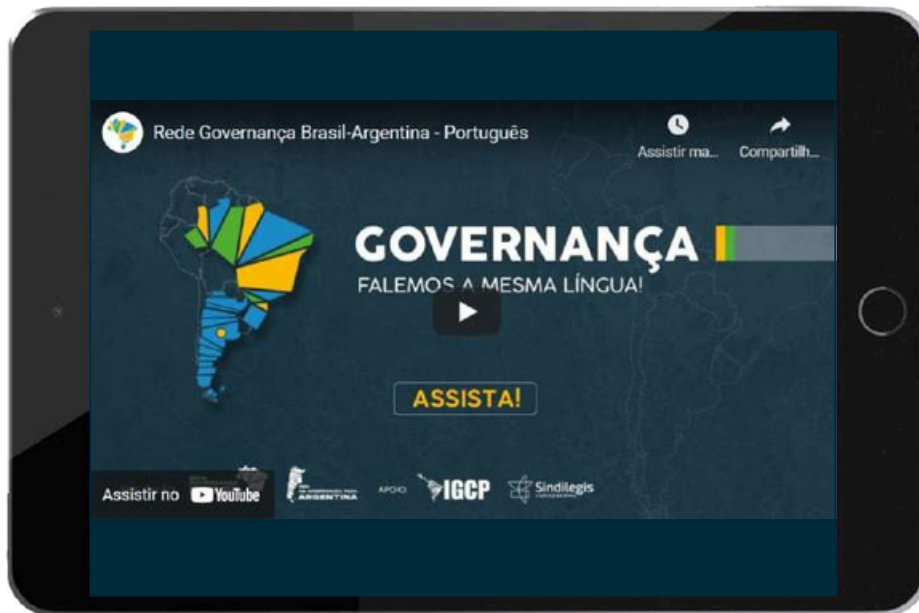 Rede Governança Brasil-Argentina - Português
Assistir ma...
Compartilh...
GOVERNANÇA
FALEMOS A MESMA LÍNGUA!
ASSISTA!
Assistir no YouTube
ARGENTINA
APOIO:
IGCP
Sindilegis